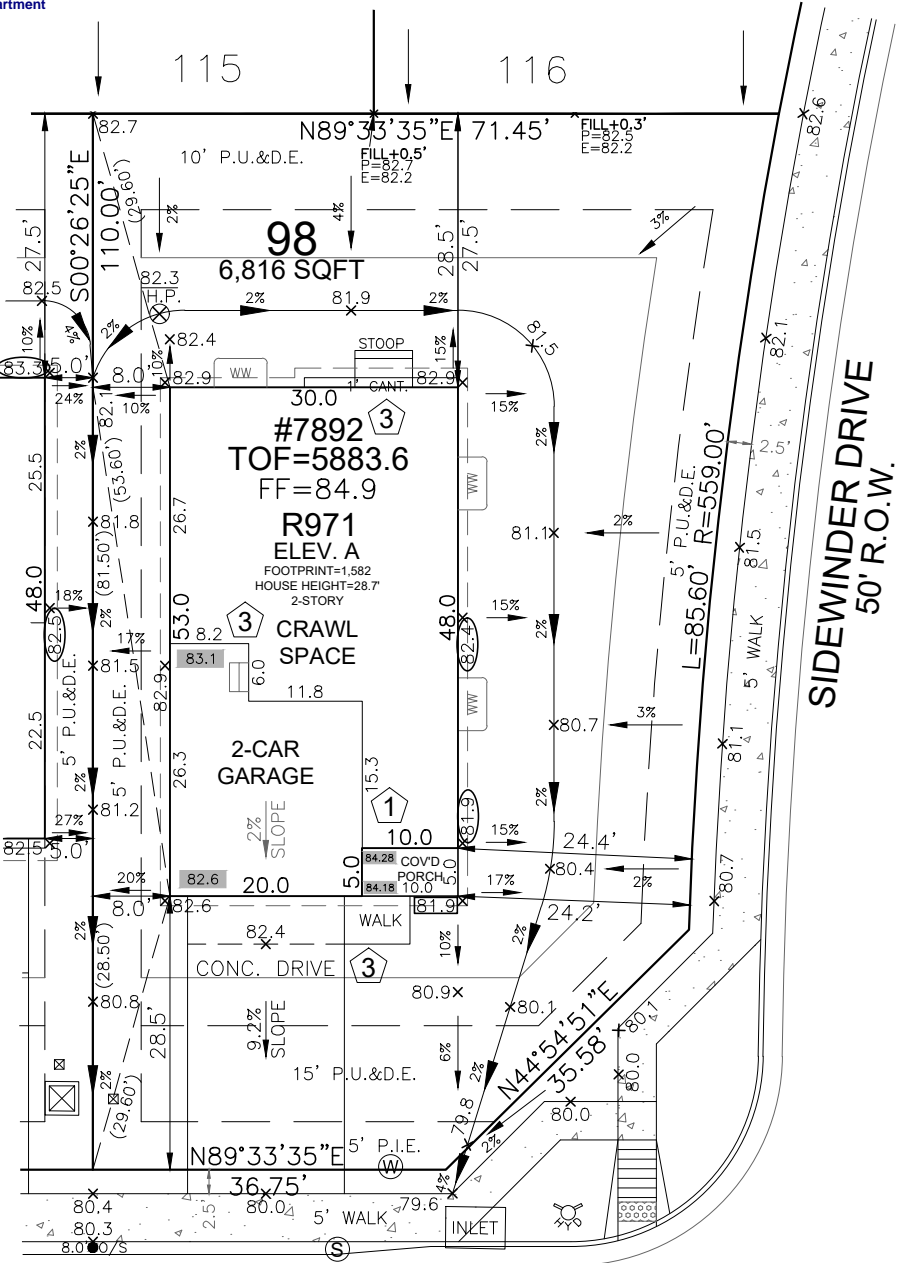 artment
115
116
82.7
N89°33'35"E 71.45'
FILL+0.5'
P=82.7
E=82.2
FILL+0.3'
P=82.5
E=82.2
82.6
10' P.U.&D.E.
S00°26'25"E
110.00'
(29.60')
2%
4%
3%
27.5'
98
6,816 SQFT
28.5'
27.5'
82.5
82.3
H.P.
2%
2%
81.9
2%
4%
10%
82.4
STOOP
15%
81.5
82.1
83.3
5.0'
8.0'
10%
82.9
WW
1' CANT.
82.9
24%
10%
82.1
30.0
3
15%
#7892
TOF=5883.6
FF=84.9
R971
ELEV. A
FOOTPRINT=1,582
HOUSE HEIGHT=28.7'
2-STORY
CRAWL
SPACE
2%
(53.60')
25.5
26.7
WW
2%
2.5'
81.8
81.1
2%
81.5
(81.50')
48.0
18%
82.5
2%
53.0
8.2
3
83.1
6.0
11.8
48.0
15%
82.4
2%
L=85.60' R=559.00'
5' P.U.&D.E.
5' WALK
SIDEWINDER DRIVE
50' R.O.W.
17%
81.5
82.9
WW
80.7
3%
81.1
22.5
5' P.U.&D.E.
5' P.U.&D.E.
2-CAR
GARAGE
26.3
15.3
2%
81.2
2%
SLOPE
1
2%
27%
82.5
5.0'
10.0
81.9
15%
24.4'
84.28
COV'D
PORCH
5.0
5.0
80.4
2%
80.7
20%
82.6
20.0
84.18
10.0
17%
8.0'
82.6
WALK
81.9
24.2'
2%
(28.50')
82.4
10%
2%
CONC. DRIVE
3
80.8
28.5'
9.2%
SLOPE
80.9
80.1
N44°54'51"E
35.58'
80.1
6%
2%
80.0
15' P.U.&D.E.
2%
(29.60')
79.8
80.0
2%
N89°33'35"E
36.75'
5' P.I.E.
W
4%
80.4
2.5'
80.0
79.6
5' WALK
INLET
80.3
8.0' O/S
S